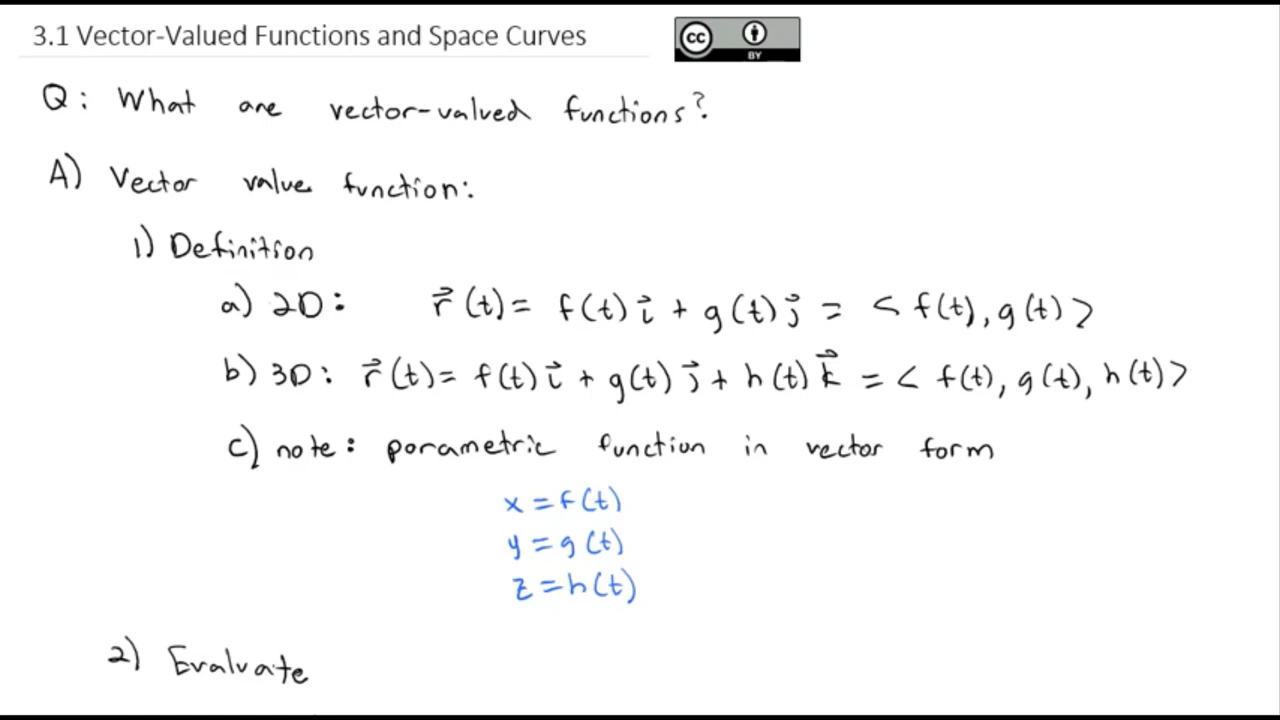 3.1 Vector-Valued Functions and Space Curves
cc BY
Q: What are vector-valued functions?
A) Vector value function:
1) Definition
a) 2D: r⃗(t) = f(t) i⃗ + g(t) j⃗ = < f(t), g(t) >
b) 3D: r⃗(t) = f(t) i⃗ + g(t) j⃗ + h(t) k⃗ = < f(t), g(t), h(t) >
c) note: parametric function in vector form
x = f(t)
y = g(t)
z = h(t)
2) Evaluate